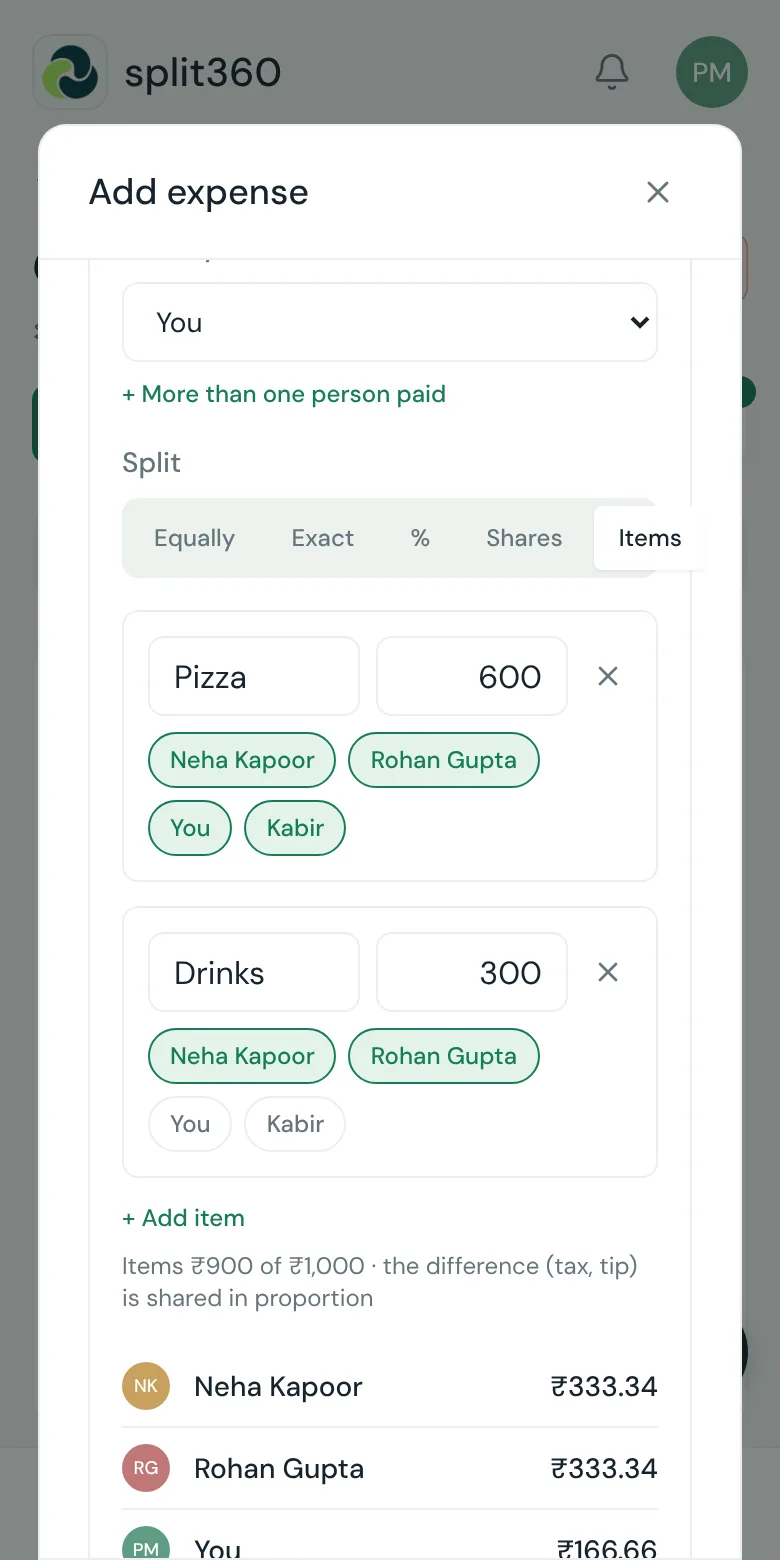 split360
PM
Add expense
You
+ More than one person paid
Split
Equally Exact % Shares Items
Pizza 600
Neha Kapoor Rohan Gupta
You Kabir
Drinks 300
Neha Kapoor Rohan Gupta
You Kabir
+ Add item
Items ₹900 of ₹1,000 · the difference (tax, tip)
is shared in proportion
NK Neha Kapoor ₹333.34
RG Rohan Gupta ₹333.34
PM You ₹166.66